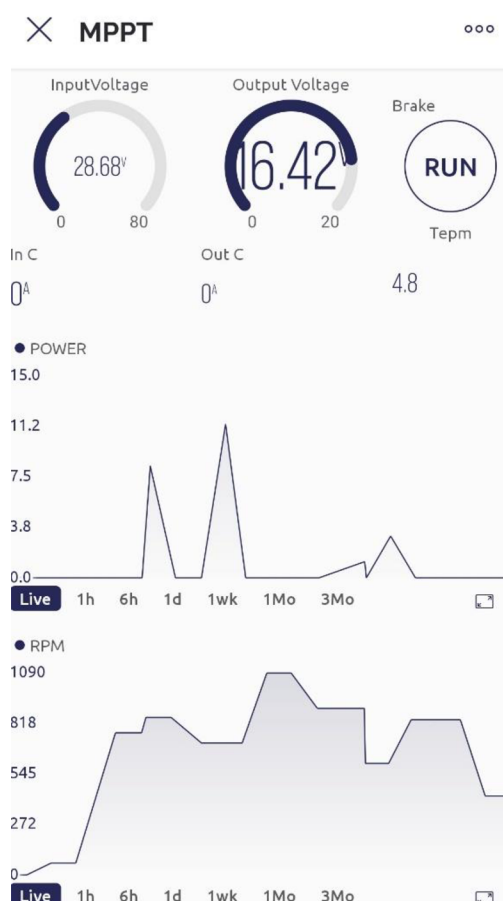 MPPT
InputVoltage
Output Voltage
Brake
28.68V
16.42V
RUN
0 80
0 20
Tepm
In C
Out C
0A
0A
4.8
POWER
15.0
11.2
7.5
3.8
0.0
Live 1h 6h 1d 1wk 1Mo 3Mo
RPM
1090
818
545
272
0
Live 1h 6h 1d 1wk 1Mo 3Mo